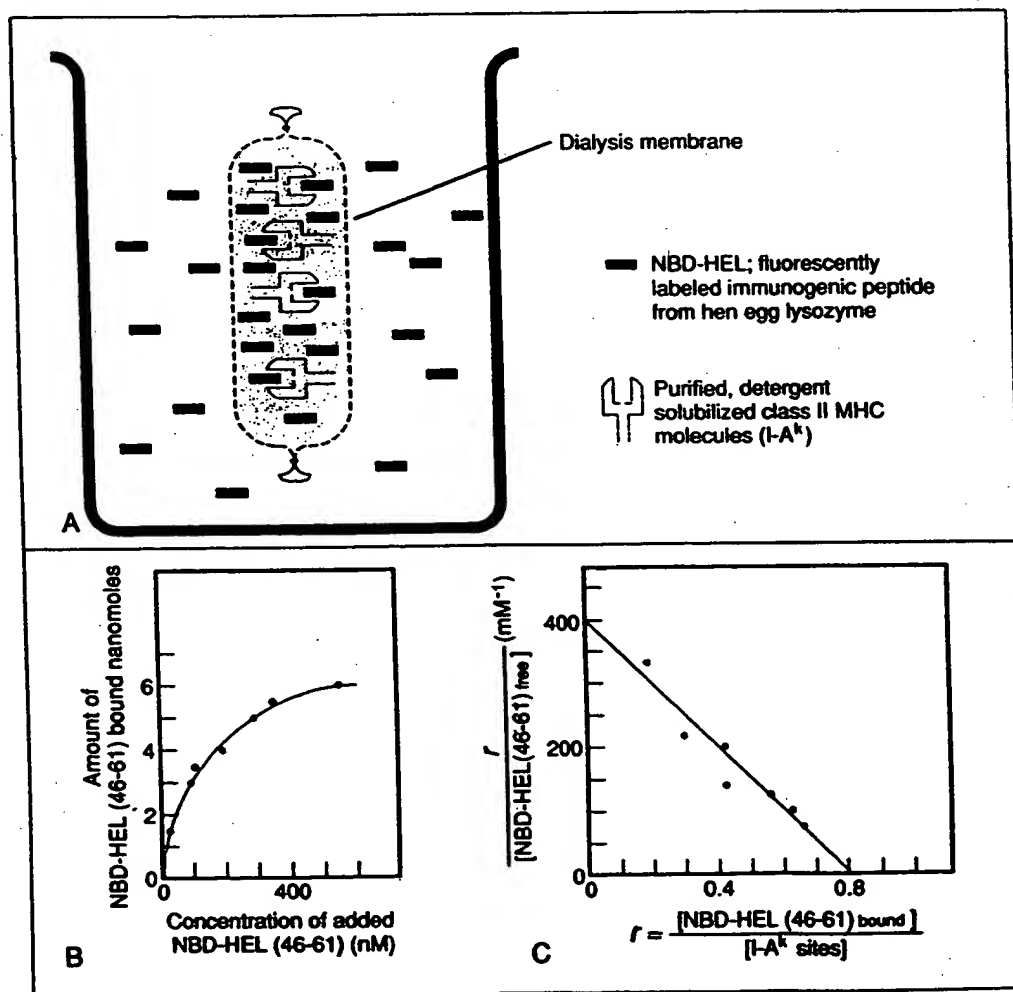 Dialysis membrane
NBD-HEL; fluorescently
labeled immunogenic peptide
from hen egg lysozyme
Purified, detergent
solubilized class II MHC
molecules (I-Aᵏ)
A
Amount of
NBD-HEL (46-61) bound nanomoles
6
4
2
0
0
400
Concentration of added
NBD-HEL (46-61) (nM)
B
r
[NBD-HEL(46-61) free]
(mM⁻¹)
400
200
0
0
0.4
0.8
r = [NBD-HEL (46-61) bound]
[I-Aᵏ sites]
C